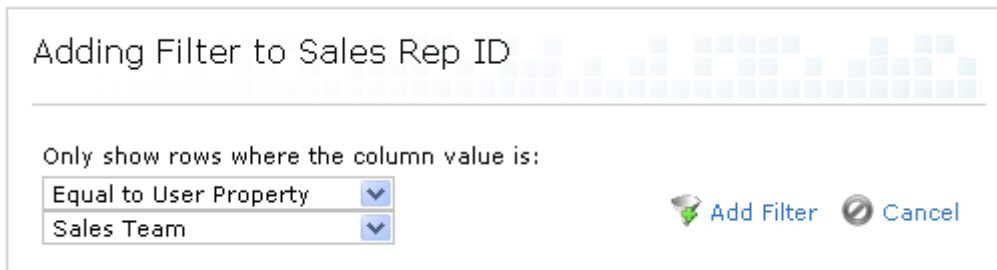 Adding Filter to Sales Rep ID
Only show rows where the column value is:
Equal to User Property
Sales Team
Add Filter Cancel